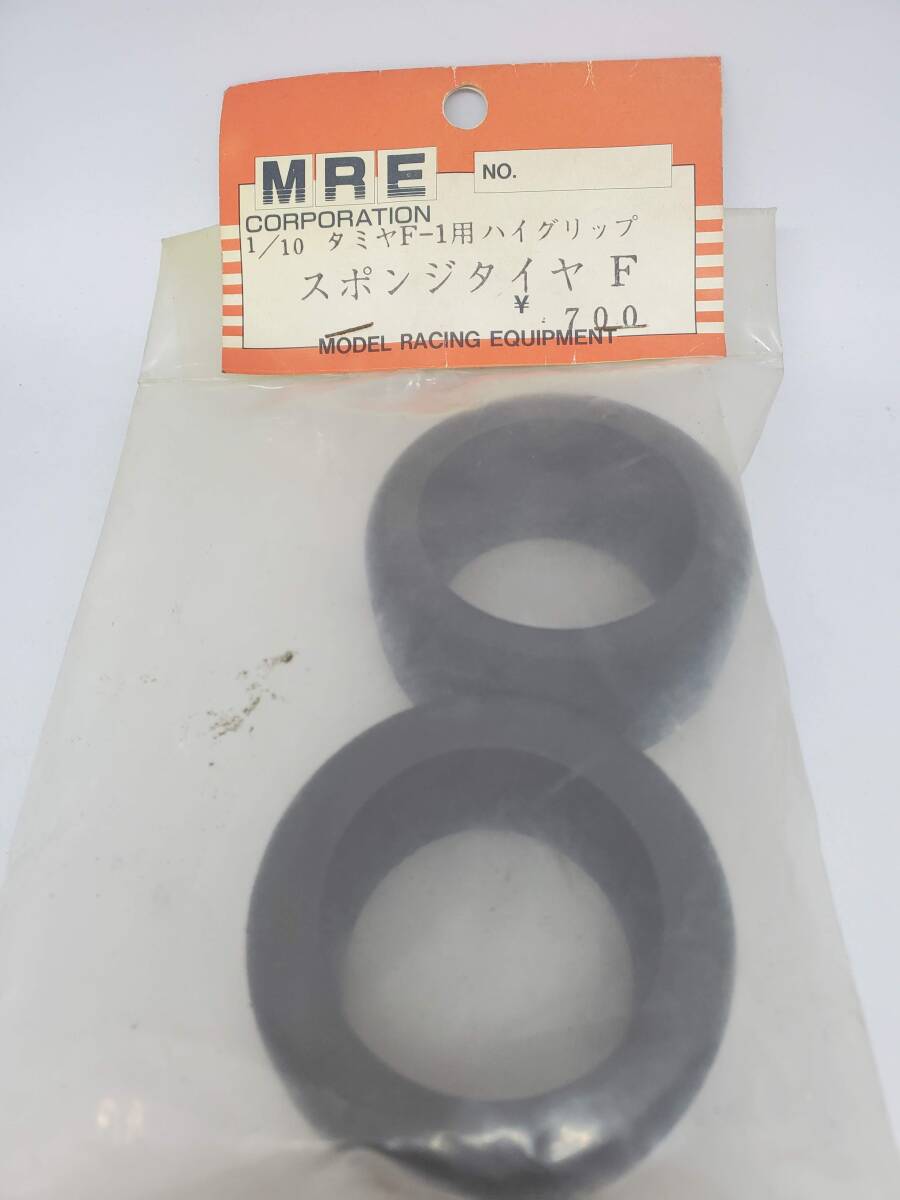 MRE
NO.
CORPORATION
1/10 タミヤF-1用ハイグリップ
スポンジタイヤ F
¥700
MODEL RACING EQUIPMENT